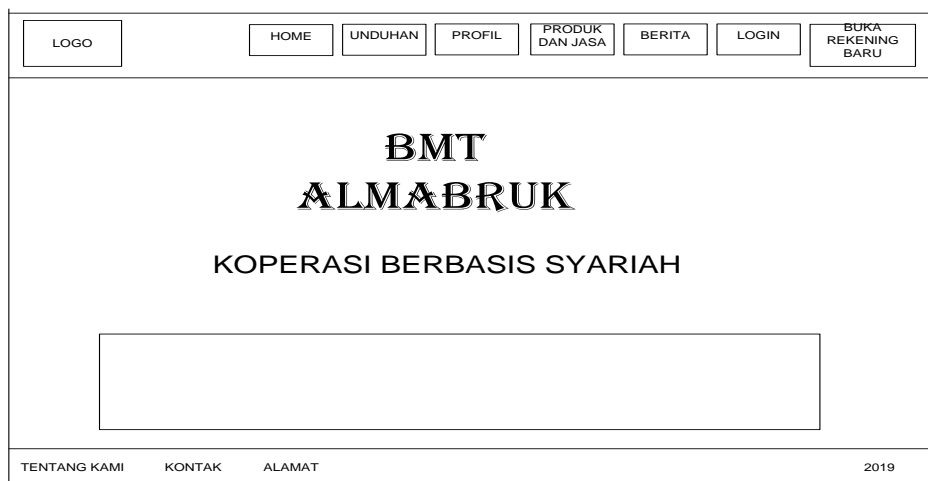 LOGO
HOME
UNDUHAN
PROFIL
PRODUK
DAN JASA
BERITA
LOGIN
BUKA
REKENING
BARU
BMT
ALMABRUK
KOPERASI BERBASIS SYARIAH
TENTANG KAMI KONTAK ALAMAT 2019